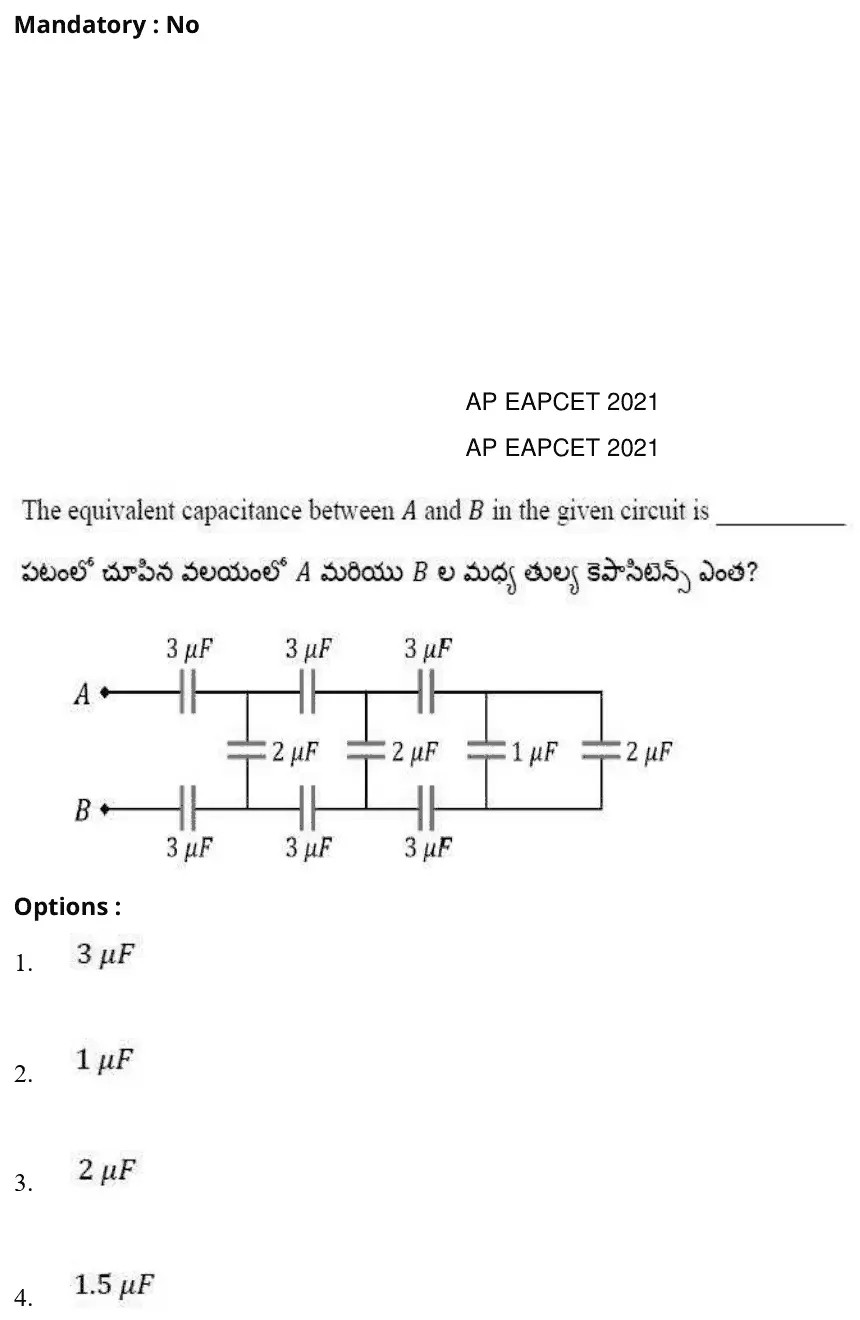 Mandatory : No
AP EAPCET 2021
AP EAPCET 2021
The equivalent capacitance between A and B in the given circuit is __________
పటంలో చూపిన వలయంలో A మరియు B ల మధ్య తుల్య కెపాసిటెన్స్ ఎంత?
3 μF 3 μF 3 μF
A
2 μF 2 μF 1 μF 2 μF
B
3 μF 3 μF 3 μF
Options :
1. 3 μF
2. 1 μF
3. 2 μF
4. 1.5 μF